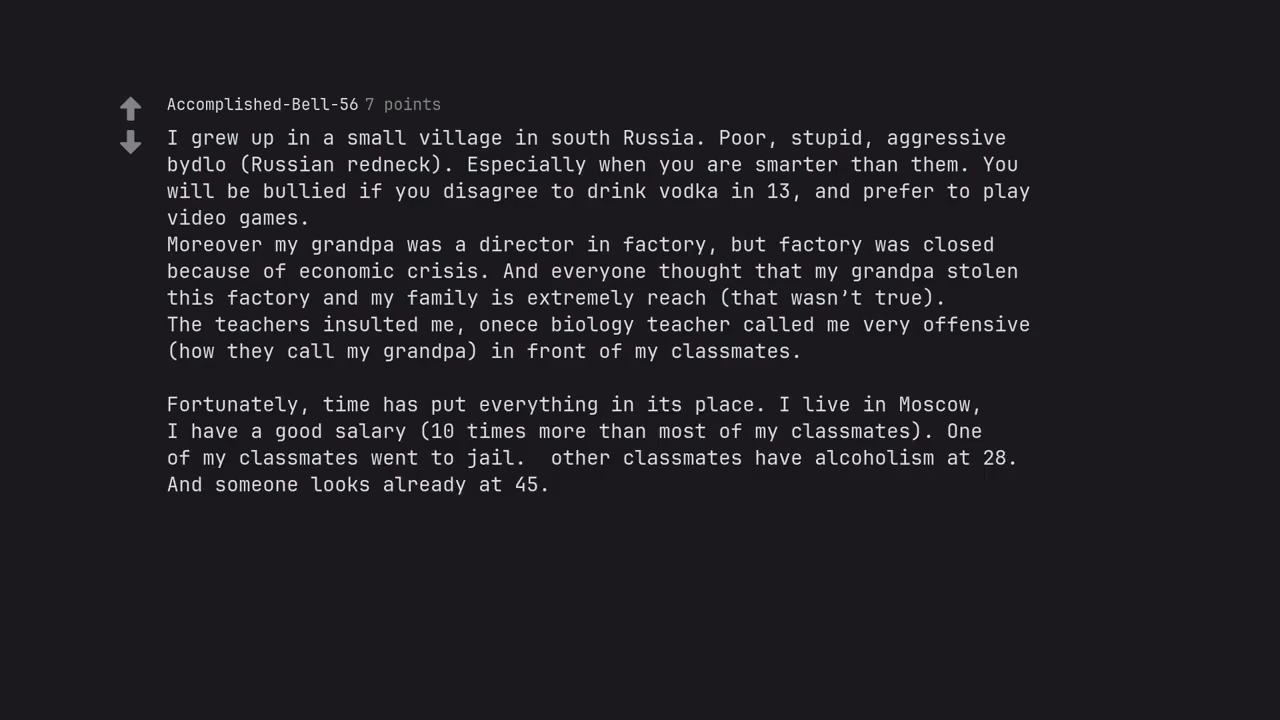 Accomplished-Bell-56 7 points
I grew up in a small village in south Russia. Poor, stupid, aggressive
bydlo (Russian redneck). Especially when you are smarter than them. You
will be bullied if you disagree to drink vodka in 13, and prefer to play
video games.
Moreover my grandpa was a director in factory, but factory was closed
because of economic crisis. And everyone thought that my grandpa stolen
this factory and my family is extremely reach (that wasn’t true).
The teachers insulted me, onece biology teacher called me very offensive
(how they call my grandpa) in front of my classmates.
Fortunately, time has put everything in its place. I live in Moscow,
I have a good salary (10 times more than most of my classmates). One
of my classmates went to jail.  other classmates have alcoholism at 28.
And someone looks already at 45.